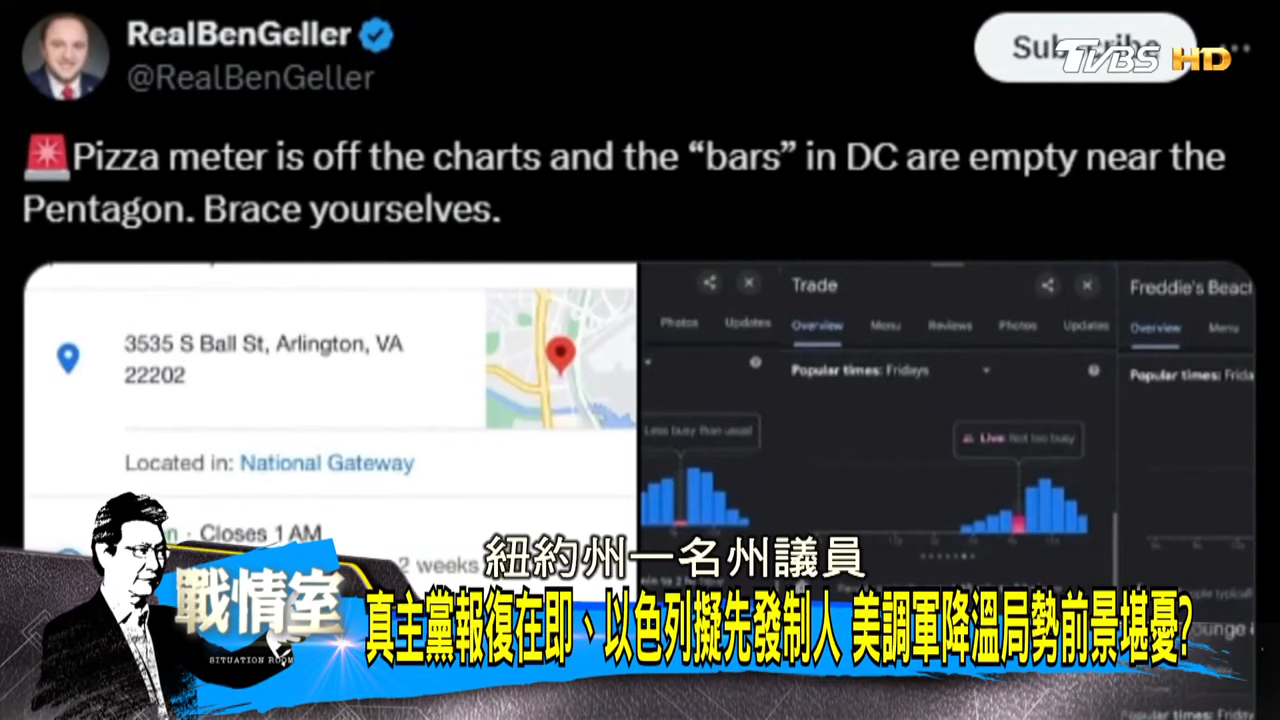 RealBenGeller
@RealBenGeller
TVBS HD
🚨Pizza meter is off the charts and the “bars” in DC are empty near the
Pentagon. Brace yourselves.
3535 S Ball St, Arlington, VA
22202
Located in: National Gateway
· Closes 1 AM
2 weeks
Photos Updates
Less busy than usual
Trade
Overview Menu Reviews Photos Updates
Popular times: Fridays
Live: Not too busy
Freddie's Beach
Overview Menu
Popular times: Frida
紐約州一名州議員
戰情室
SITUATION ROOM
真主黨報復在即、以色列擬先發制人 美調軍降溫局勢前景堪憂?